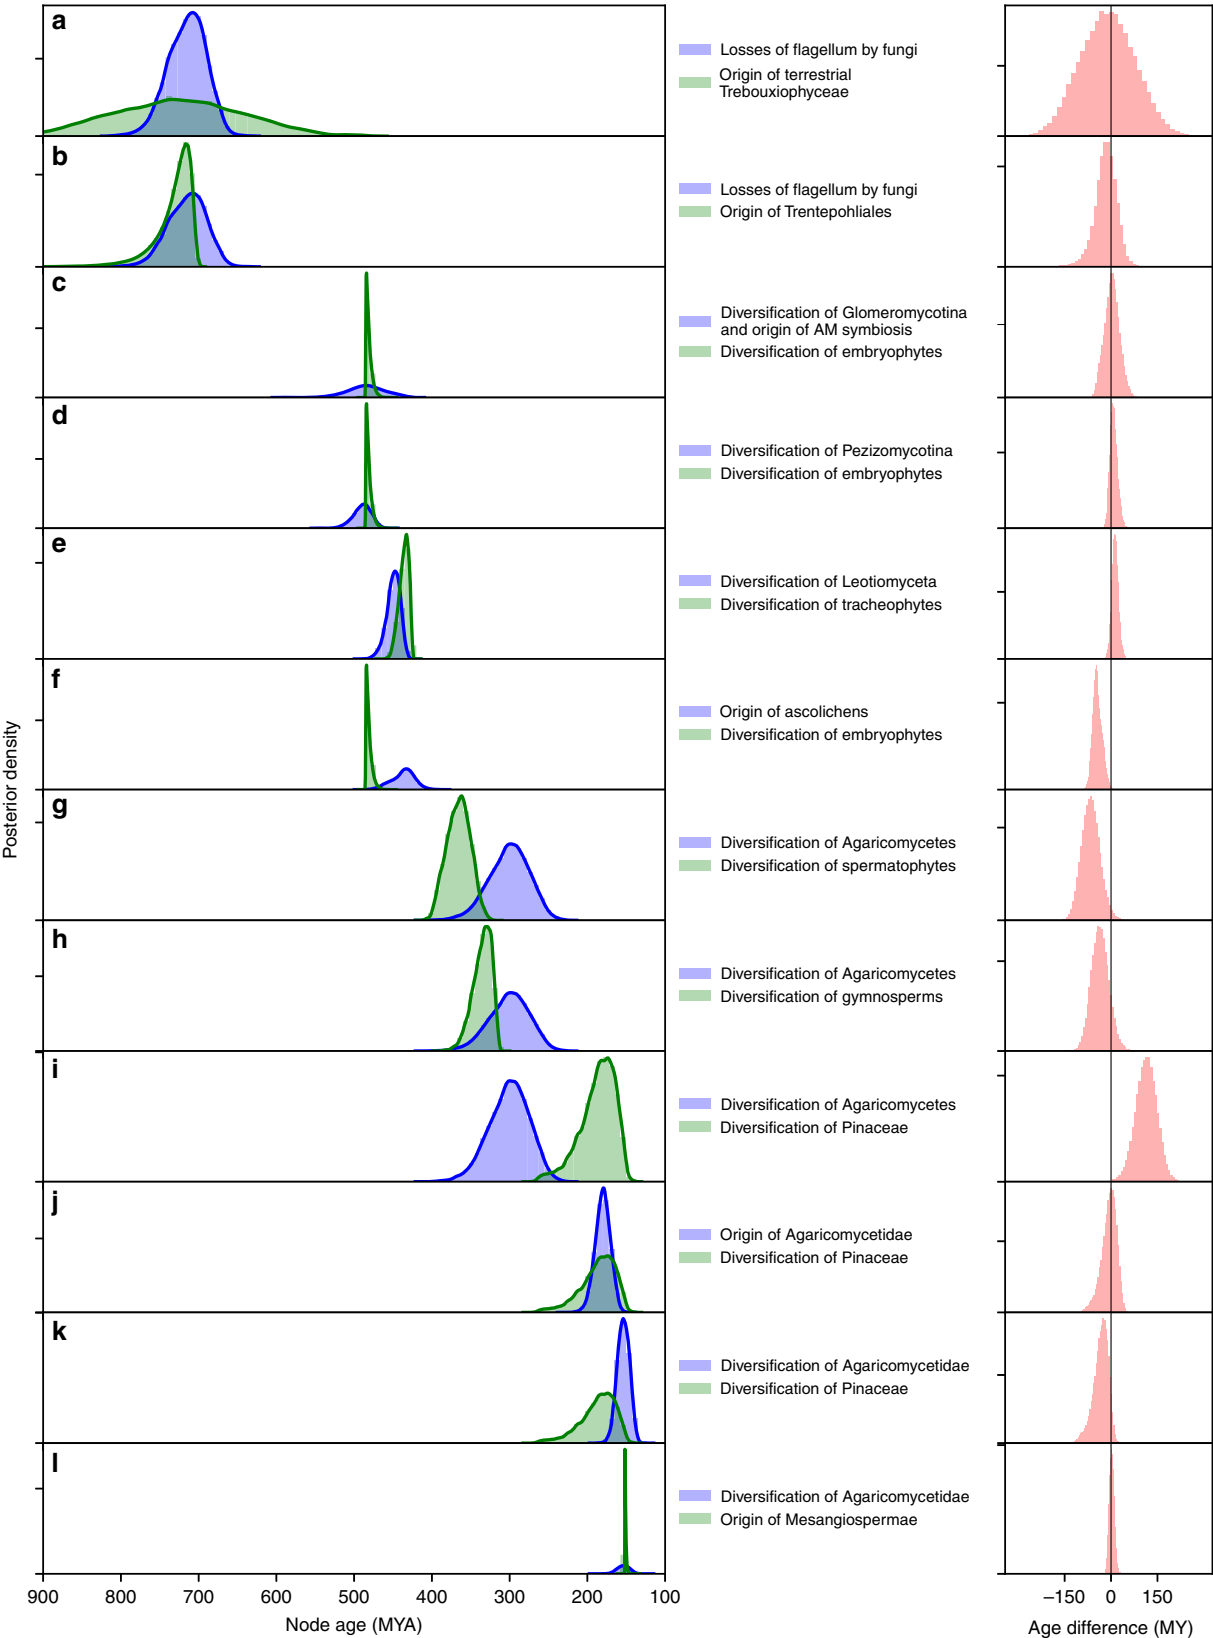 a
Losses of flagellum by fungi
Origin of terrestrial
Trebouxiophyceae
b
Losses of flagellum by fungi
Origin of Trentepohliales
c
Diversification of Glomeromycotina
and origin of AM symbiosis
Diversification of embryophytes
d
Diversification of Pezizomycotina
Diversification of embryophytes
e
Diversification of Leotiomyceta
Diversification of tracheophytes
f
Origin of ascolichens
Diversification of embryophytes
g
Diversification of Agaricomycetes
Diversification of spermatophytes
h
Diversification of Agaricomycetes
Diversification of gymnosperms
i
Diversification of Agaricomycetes
Diversification of Pinaceae
j
Origin of Agaricomycetidae
Diversification of Pinaceae
k
Diversification of Agaricomycetidae
Diversification of Pinaceae
l
Diversification of Agaricomycetidae
Origin of Mesangiospermae
Posterior density
900 800 700 600 500 400 300 200 100
Node age (MYA)
−150 0 150
Age difference (MY)